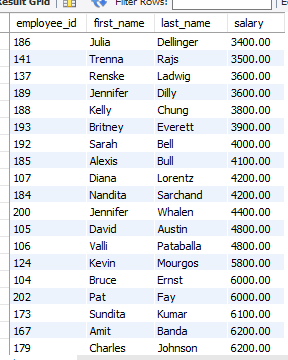 esult Grid Filter Rows:
employee_id first_name last_name salary
186 Julia Dellinger 3400.00
141 Trenna Rajs 3500.00
137 Renske Ladwig 3600.00
189 Jennifer Dilly 3600.00
188 Kelly Chung 3800.00
193 Britney Everett 3900.00
192 Sarah Bell 4000.00
185 Alexis Bull 4100.00
107 Diana Lorentz 4200.00
184 Nandita Sarchand 4200.00
200 Jennifer Whalen 4400.00
105 David Austin 4800.00
106 Valli Pataballa 4800.00
124 Kevin Mourgos 5800.00
104 Bruce Ernst 6000.00
202 Pat Fay 6000.00
173 Sundita Kumar 6100.00
167 Amit Banda 6200.00
179 Charles Johnson 6200.00